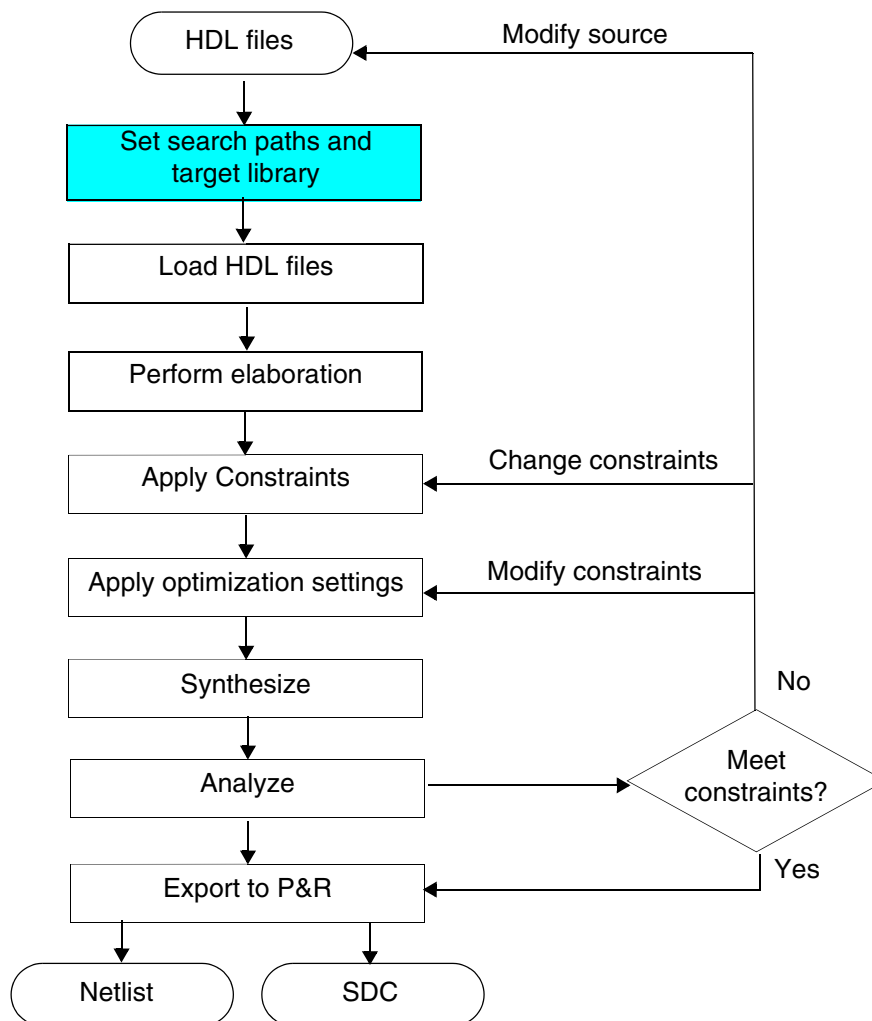 HDL files
Modify source
Set search paths and
target library
Load HDL files
Perform elaboration
Change constraints
Apply Constraints
Modify constraints
Apply optimization settings
Synthesize
No
Meet
constraints?
Analyze
Yes
Export to P&R
Netlist
SDC